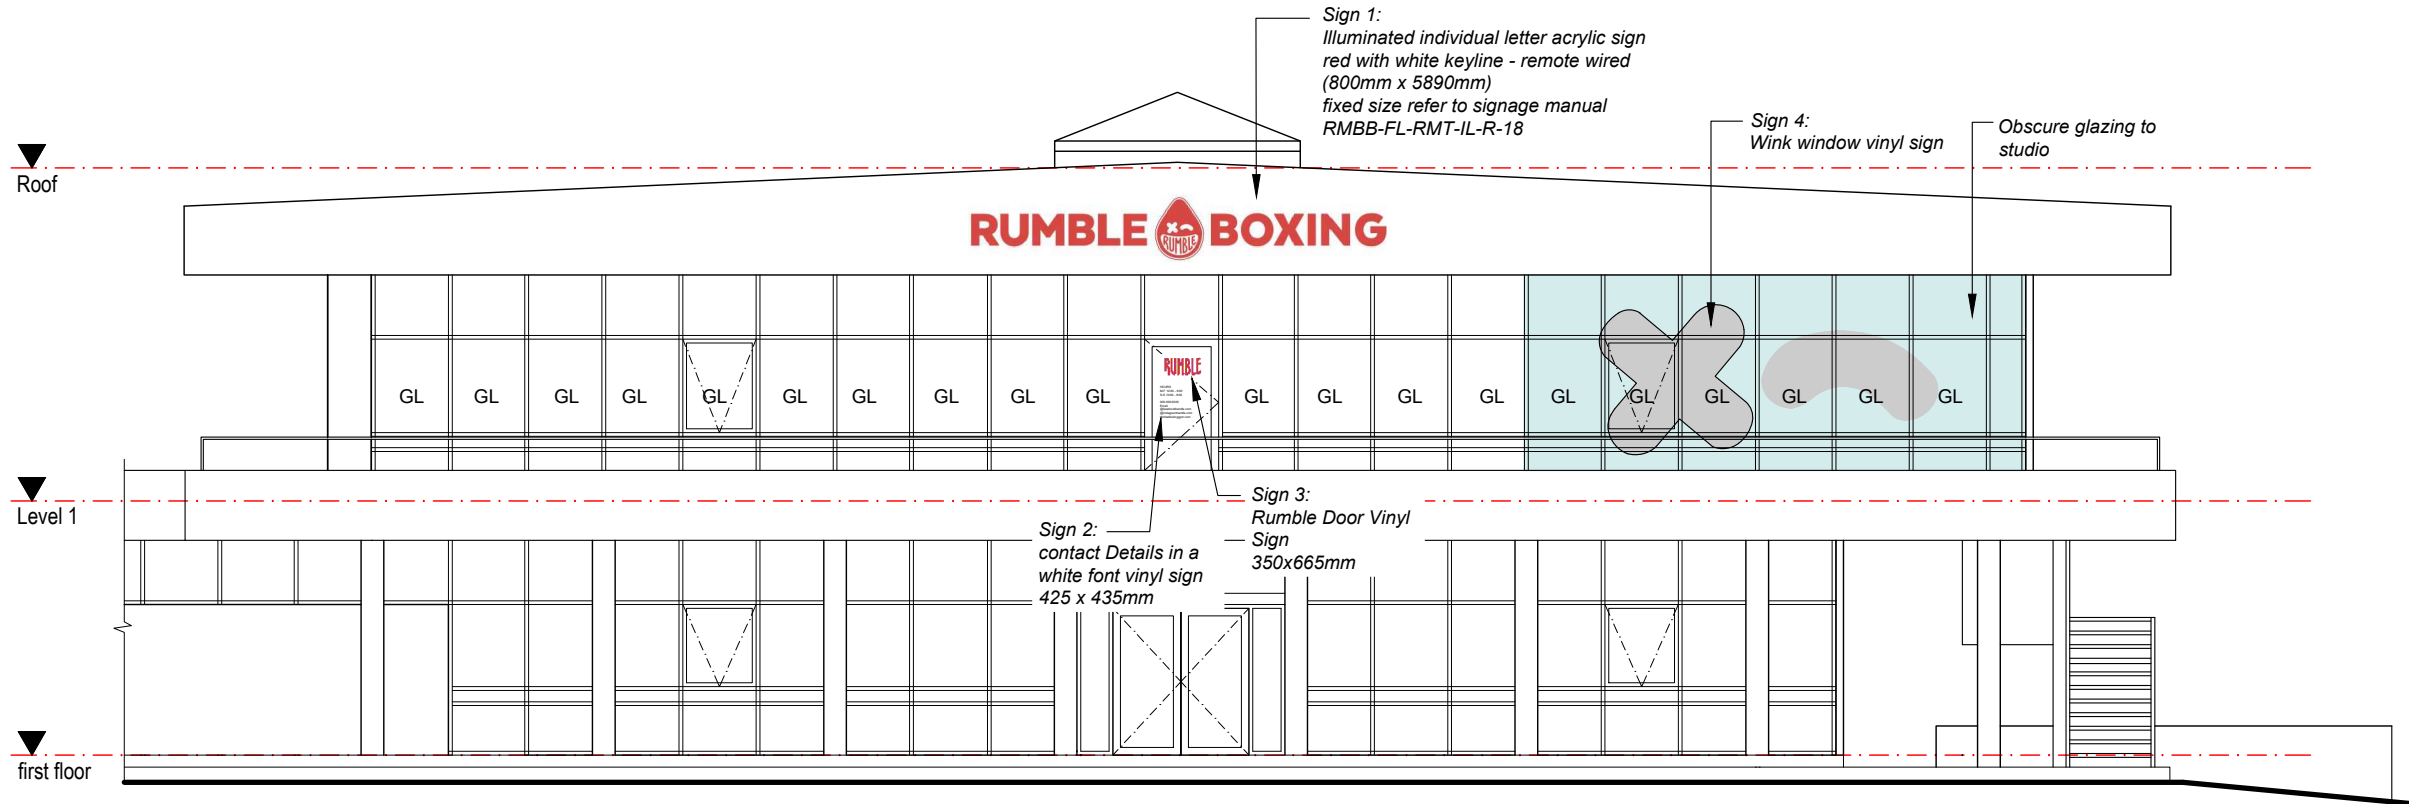 Sign 1:
Illuminated individual letter acrylic sign
red with white keyline - remote wired
(800mm x 5890mm)
fixed size refer to signage manual
RMBB-FL-RMT-IL-R-18
Sign 4:
Wink window vinyl sign
Obscure glazing to
studio
Roof
RUMBLE RUMBLE BOXING
RUMBLE
GL GL GL GL GL GL GL GL GL GL GL GL GL GL GL GL GL GL GL GL
Level 1
Sign 3:
Rumble Door Vinyl
Sign
350x665mm
Sign 2:
contact Details in a
white font vinyl sign
425 x 435mm
first floor